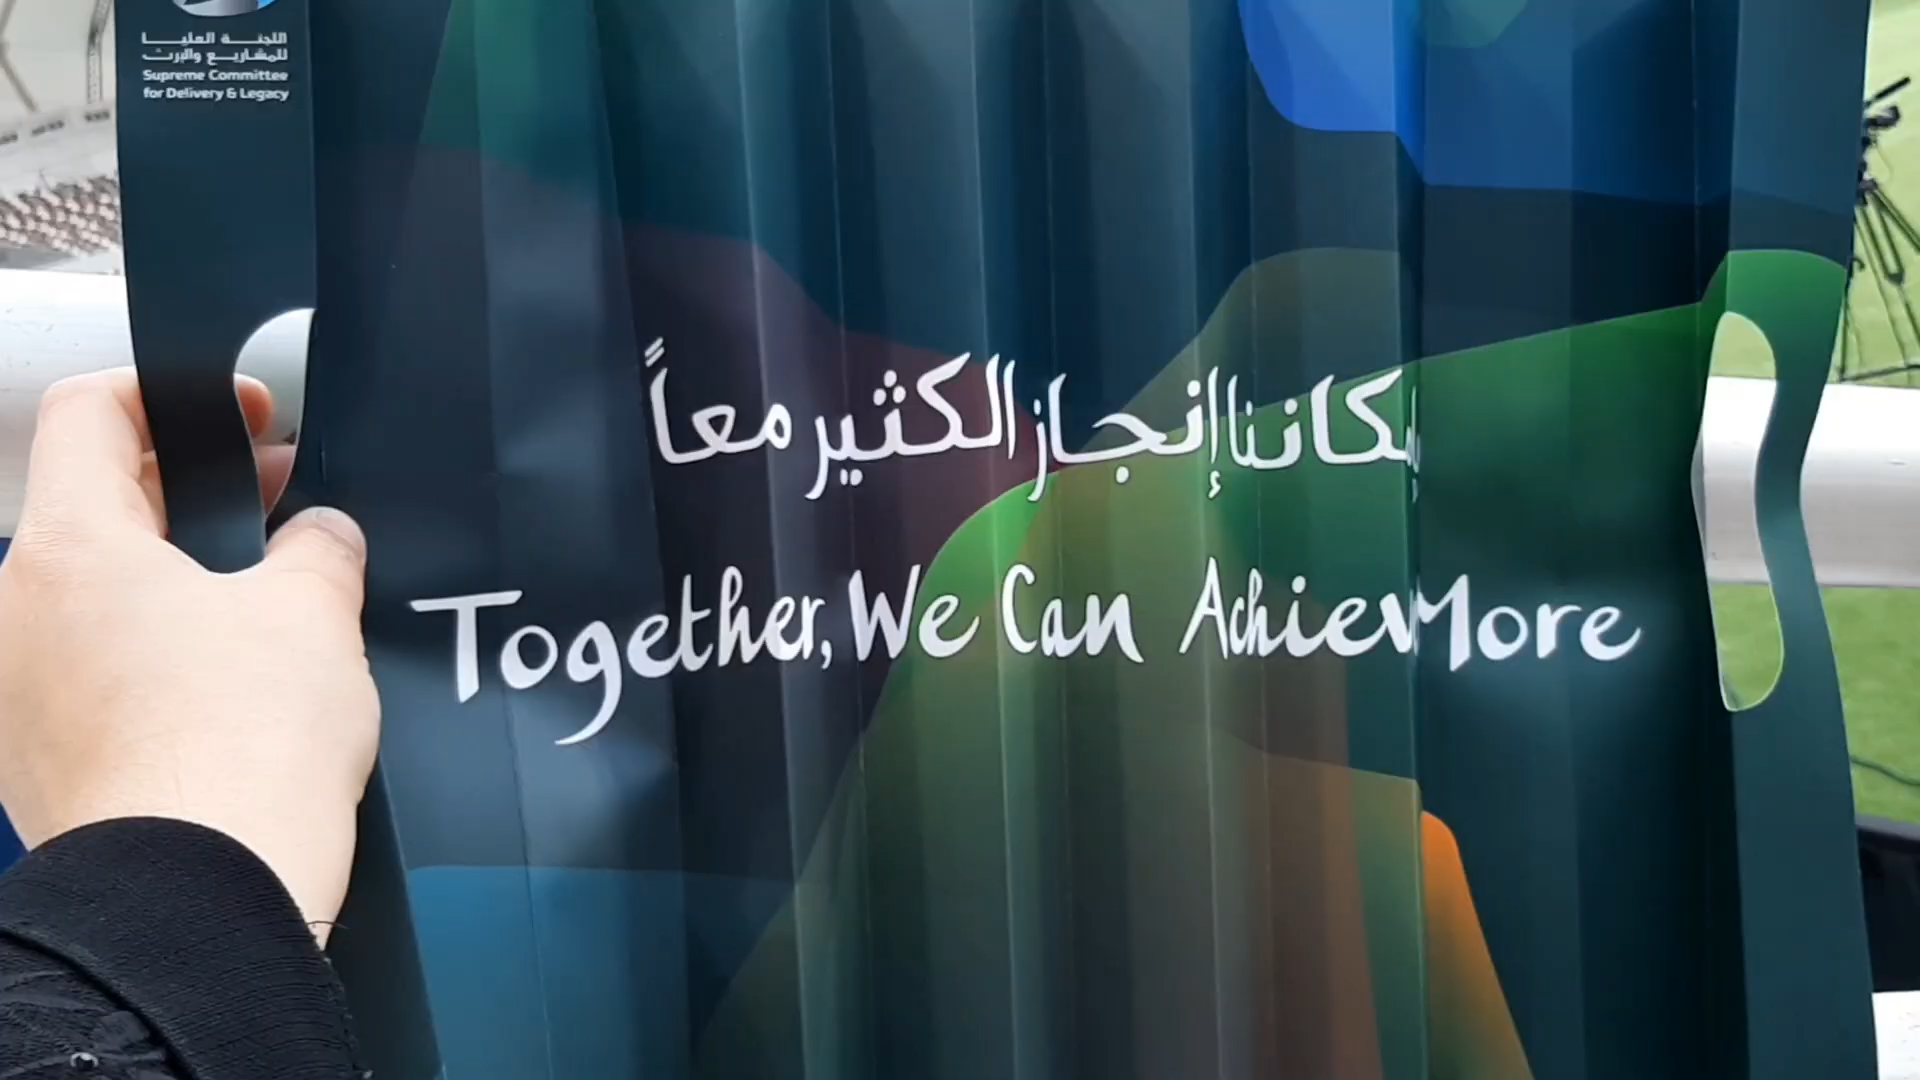 اللجنة العليا
للمشاريع والإرث
Supreme Committee
for Delivery & Legacy
بإمكاننا إنجاز الكثير معاً
Together, We Can Achieve More